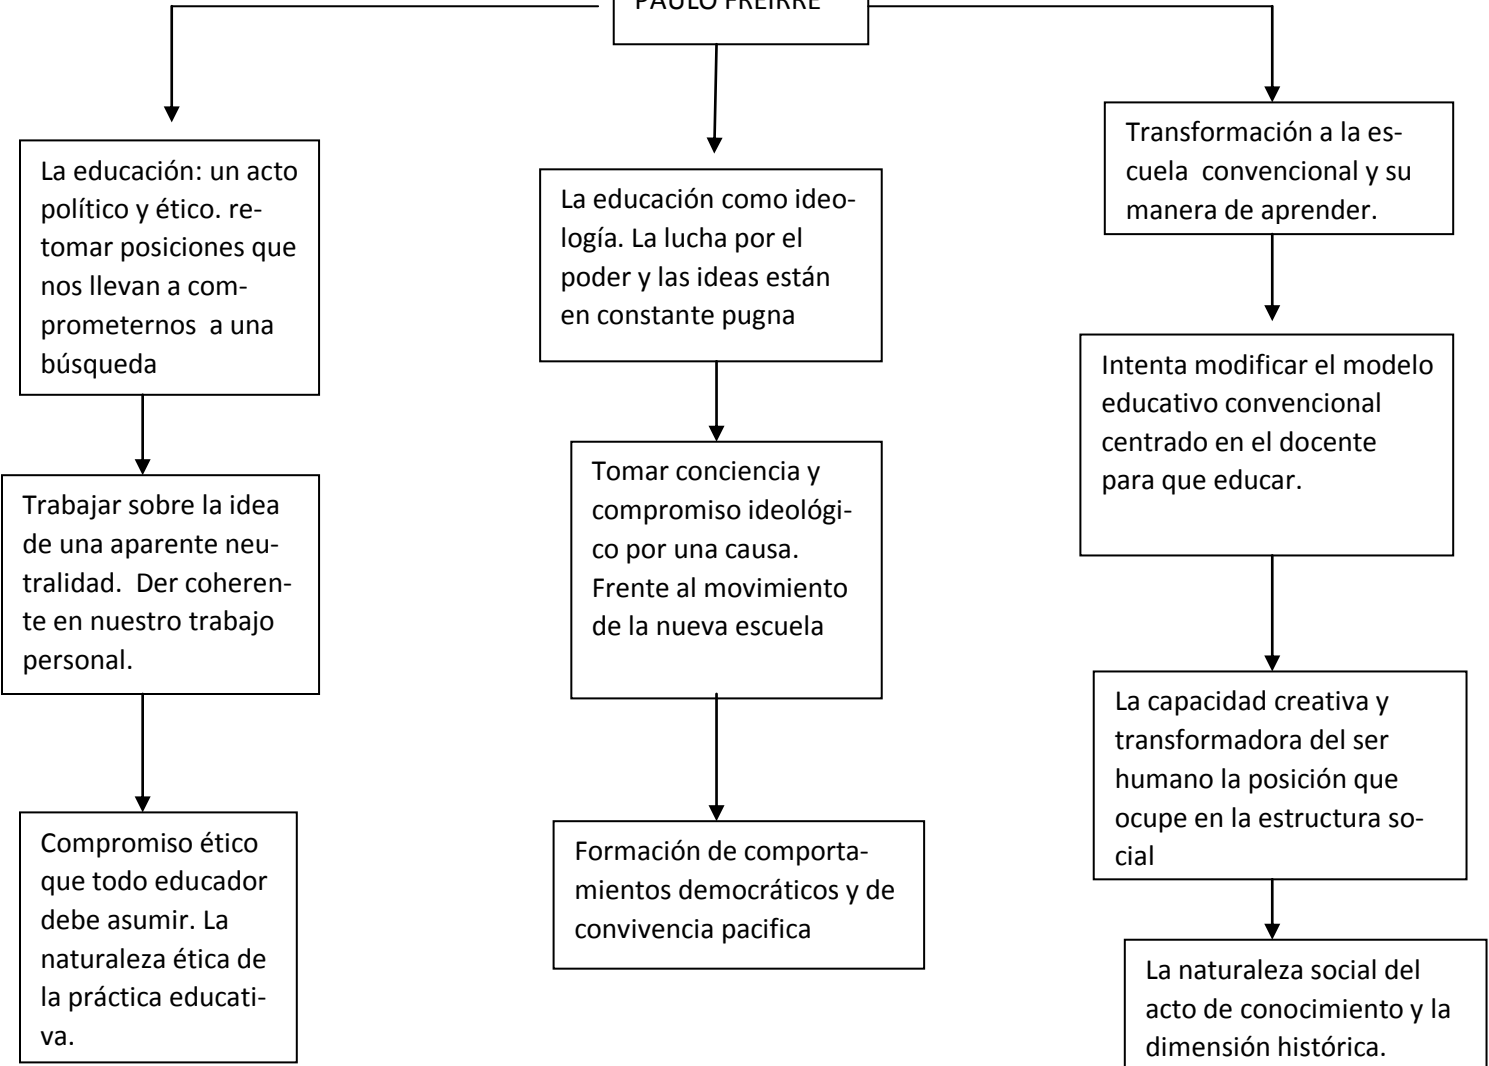 PAULO FREIRRE
La educación: un acto
político y ético. re-
tomar posiciones que
nos llevan a com-
prometernos a una
búsqueda
Trabajar sobre la idea
de una aparente neu-
tralidad. Der coheren-
te en nuestro trabajo
personal.
Compromiso ético
que todo educador
debe asumir. La
naturaleza ética de
la práctica educati-
va.
La educación como ideo-
logía. La lucha por el
poder y las ideas están
en constante pugna
Tomar conciencia y
compromiso ideológi-
co por una causa.
Frente al movimiento
de la nueva escuela
Formación de comporta-
mientos democráticos y de
convivencia pacifica
Transformación a la es-
cuela convencional y su
manera de aprender.
Intenta modificar el modelo
educativo convencional
centrado en el docente
para que educar.
La capacidad creativa y
transformadora del ser
humano la posición que
ocupe en la estructura so-
cial
La naturaleza social del
acto de conocimiento y la
dimensión histórica.